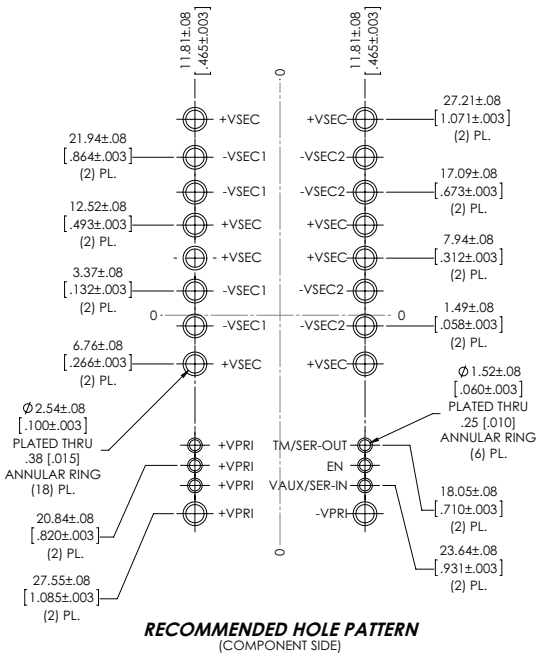 11.81±.08
[.465±.003]
11.81±.08
[.465±.003]
0
27.21±.08
[1.071±.003]
(2) PL.
+VSEC
+VSEC
21.94±.08
[.864±.003]
(2) PL.
-VSEC1
-VSEC2
17.09±.08
[.673±.003]
(2) PL.
-VSEC1
-VSEC2
12.52±.08
[.493±.003]
(2) PL.
+VSEC
+VSEC
7.94±.08
[.312±.003]
(2) PL.
+VSEC
+VSEC
3.37±.08
[.132±.003]
(2) PL.
-VSEC1
-VSEC2
1.49±.08
[.058±.003]
(2) PL.
0
0
-VSEC1
-VSEC2
6.76±.08
[.266±.003]
(2) PL.
+VSEC
+VSEC
Ø 2.54±.08
[.100±.003]
PLATED THRU
.38 [.015]
ANNULAR RING
(18) PL.
Ø 1.52±.08
[.060±.003]
PLATED THRU
.25 [.010]
ANNULAR RING
(6) PL.
+VPRI
TM/SER-OUT
+VPRI
EN
+VPRI
VAUX/SER-IN
18.05±.08
[.710±.003]
(2) PL.
20.84±.08
[.820±.003]
(2) PL.
+VPRI
-VPRI
23.64±.08
[.931±.003]
(2) PL.
27.55±.08
[1.085±.003]
(2) PL.
0
RECOMMENDED HOLE PATTERN
(COMPONENT SIDE)